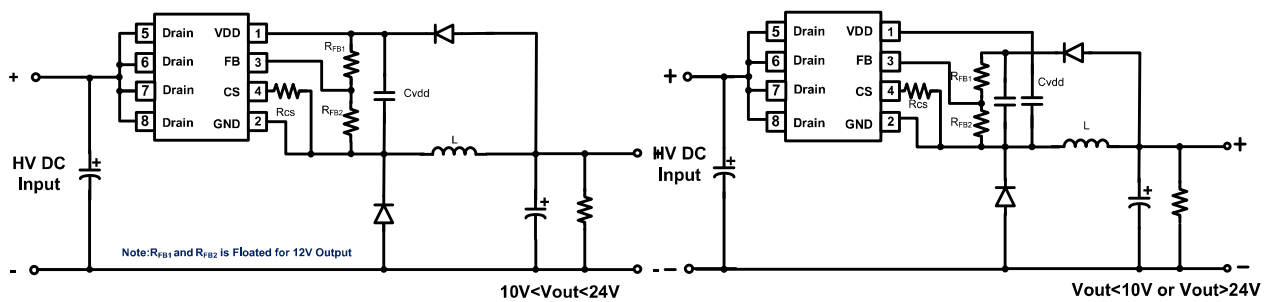 5 Drain VDD 1
6 Drain FB 3
7 Drain CS 4
8 Drain GND 2
RFB1
RFB2
Rcs
Cvdd
L
+
HV DC
Input
+
-
+
-
Note:RFB1 and RFB2 is Floated for 12V Output
10V<Vout<24V
5 Drain VDD 1
6 Drain FB 3
7 Drain CS 4
8 Drain GND 2
RFB1
RFB2
Rcs
Cvdd
L
+
HV DC
Input
+
-
+
+
-
Vout<10V or Vout>24V